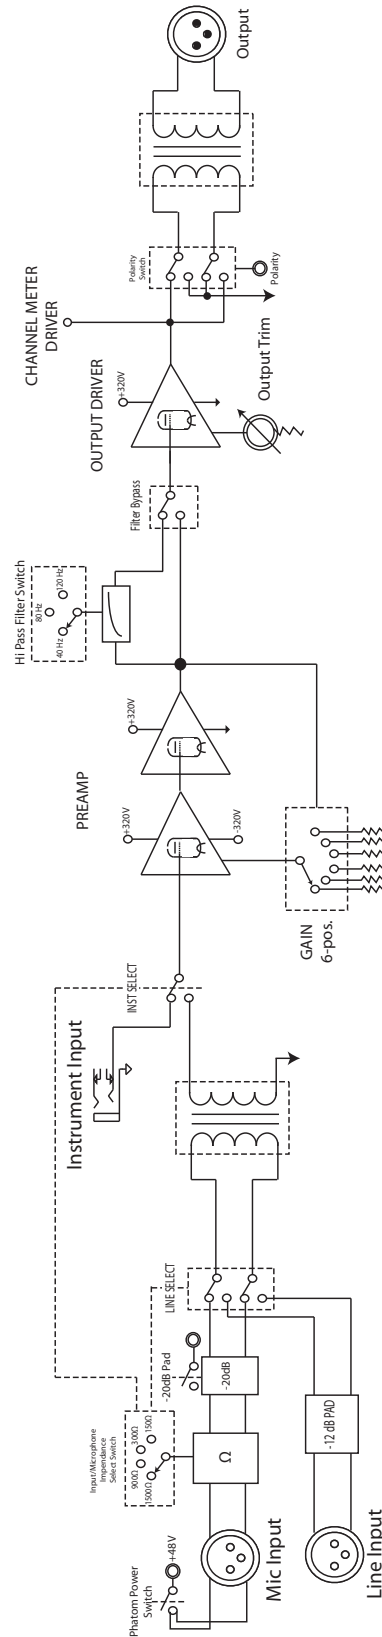 Phatom Power
Switch
+48V
Mic Input
Line Input
Input/Microphone
Impendance
Select Switch
1500Ω
900Ω
300Ω
150Ω
Ω
-20dB Pad
-20dB
-12 dB PAD
LINE SELECT
Instrument Input
INST SELECT
PREAMP
+320V
-320V
+320V
GAIN
6-pos.
Hi Pass Filter Switch
40 Hz
80 Hz
120 Hz
Filter Bypass
OUTPUT DRIVER
+320V
Output Trim
CHANNEL METER
DRIVER
Polarity
Switch
Polarity
Output